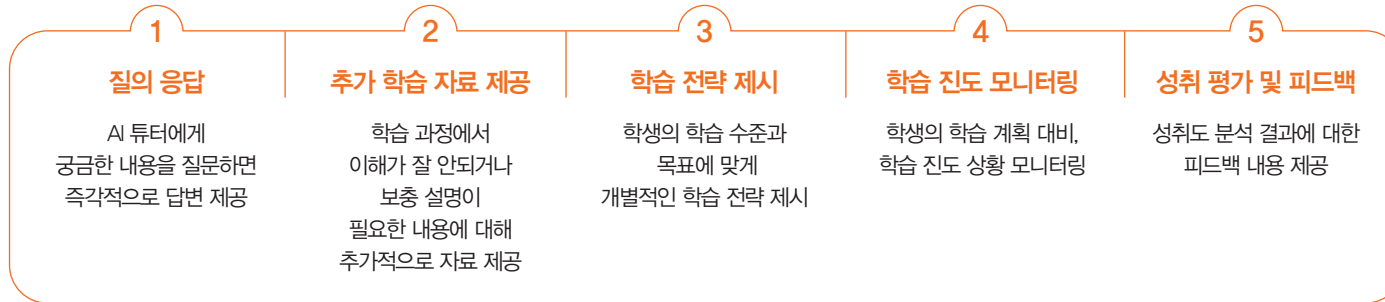 1
질의 응답
AI 튜터에게
궁금한 내용을 질문하면
즉각적으로 답변 제공
2
추가 학습 자료 제공
학습 과정에서
이해가 잘 안되거나
보충 설명이
필요한 내용에 대해
추가적으로 자료 제공
3
학습 전략 제시
학생의 학습 수준과
목표에 맞게
개별적인 학습 전략 제시
4
학습 진도 모니터링
학생의 학습 계획 대비,
학습 진도 상황 모니터링
5
성취 평가 및 피드백
성취도 분석 결과에 대한
피드백 내용 제공